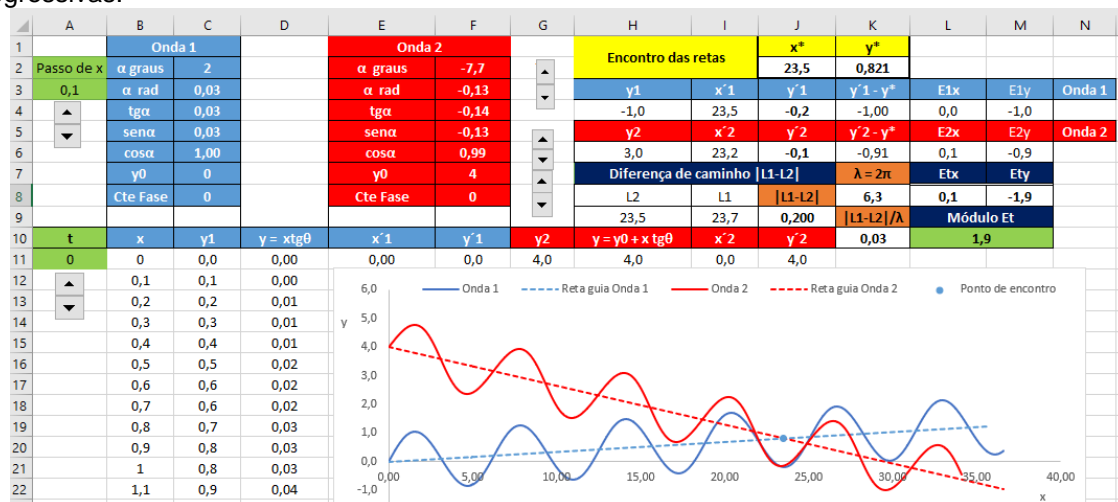 gressivas.
A B C D E F G H I J K L M N
1 Onda 1 Onda 2 Encontro das retas x* y*
2 Passo de x α graus 2 α graus -7,7 23,5 0,821
3 0,1 α rad 0,03 α rad -0,13 y1 x´1 y´1 y´1 - y* E1x E1y Onda 1
4 tgα 0,03 tgα -0,14 -1,0 23,5 -0,2 -1,00 0,0 -1,0
5 senα 0,03 senα -0,13 y2 x´2 y´2 y´2 - y* E2x E2y Onda 2
6 cosα 1,00 cosα 0,99 3,0 23,2 -0,1 -0,91 0,1 -0,9
7 y0 0 y0 4 Diferença de caminho |L1-L2| λ = 2π Etx Ety
8 Cte Fase 0 Cte Fase 0 L2 L1 |L1-L2| 6,3 0,1 -1,9
9 23,5 23,7 0,200 |L1-L2|/λ Módulo Et
10 t x y1 y = xtgθ x´1 y´1 y2 y = y0 + x tgθ x´2 y´2 0,03 1,9
11 0 0 0,0 0,00 0,00 0,0 4,0 4,0 0,0 4,0
12 0,1 0,1 0,00
13 0,2 0,2 0,01
14 0,3 0,3 0,01
15 0,4 0,4 0,01
16 0,5 0,5 0,02
17 0,6 0,6 0,02
18 0,7 0,6 0,02
19 0,8 0,7 0,03
20 0,9 0,8 0,03
21 1 0,8 0,03
22 1,1 0,9 0,04
Onda 1 Reta guia Onda 1 Onda 2 Reta guia Onda 2 Ponto de encontro
y
6,0
5,0
4,0
3,0
2,0
1,0
0,0
-1,0
0,00 5,00 10,00 15,00 20,00 25,00 30,00 35,00 40,00
x